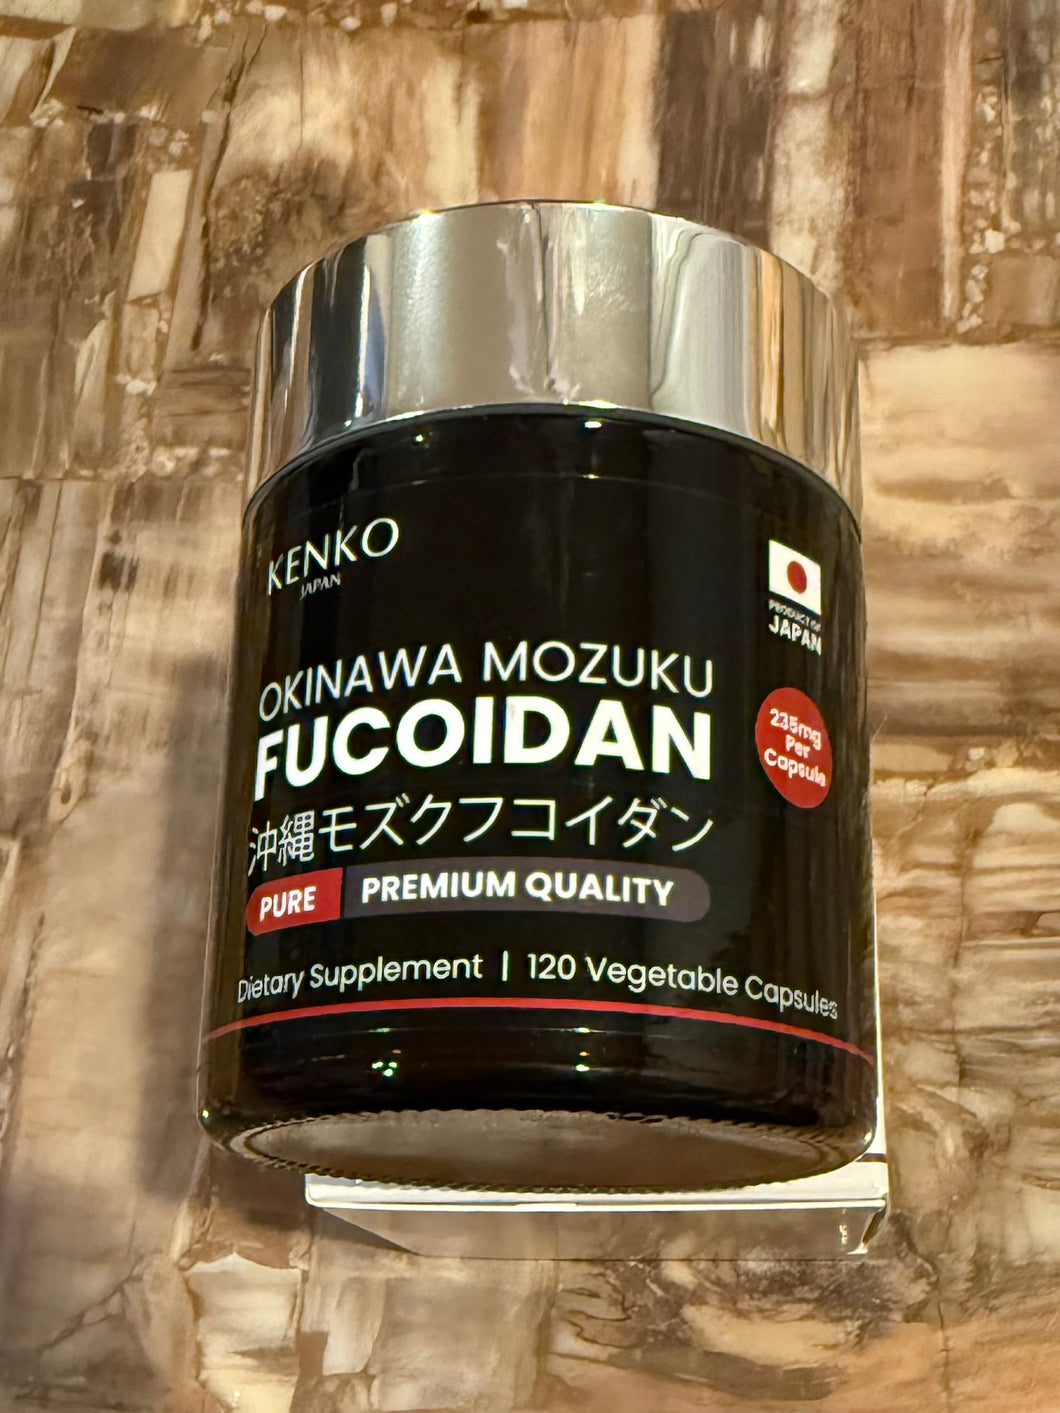 KENKO
JAPAN
PRODUCT OF
JAPAN
OKINAWA MOZUKU
FUCOIDAN
235mg
Per
Capsule
沖縄モズクフコイダン
PURE PREMIUM QUALITY
Dietary Supplement | 120 Vegetable Capsules